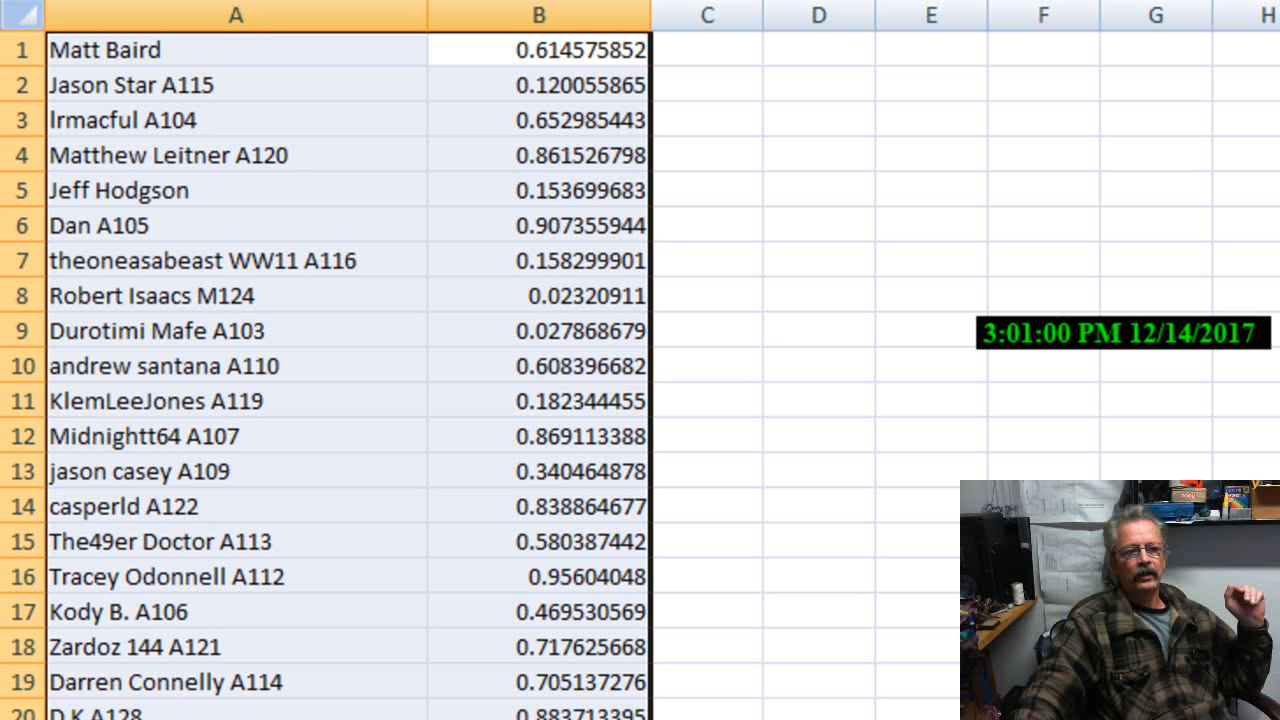 A B C D E F G H
1 Matt Baird 0.614575852
2 Jason Star A115 0.120055865
3 lrmacful A104 0.652985443
4 Matthew Leitner A120 0.861526798
5 Jeff Hodgson 0.153699683
6 Dan A105 0.907355944
7 theoneasabeast WW11 A116 0.158299901
8 Robert Isaacs M124 0.02320911
9 Durotimi Mafe A103 0.027868679
3:01:00 PM 12/14/2017
10 andrew santana A110 0.608396682
11 KlemLeeJones A119 0.182344455
12 Midnightt64 A107 0.869113388
13 jason casey A109 0.340464878
14 casperld A122 0.838864677
15 The49er Doctor A113 0.580387442
16 Tracey Odonnell A112 0.95604048
17 Kody B. A106 0.469530569
18 Zardoz 144 A121 0.717625668
19 Darren Connelly A114 0.705137276
20 D K A128 0.883713395